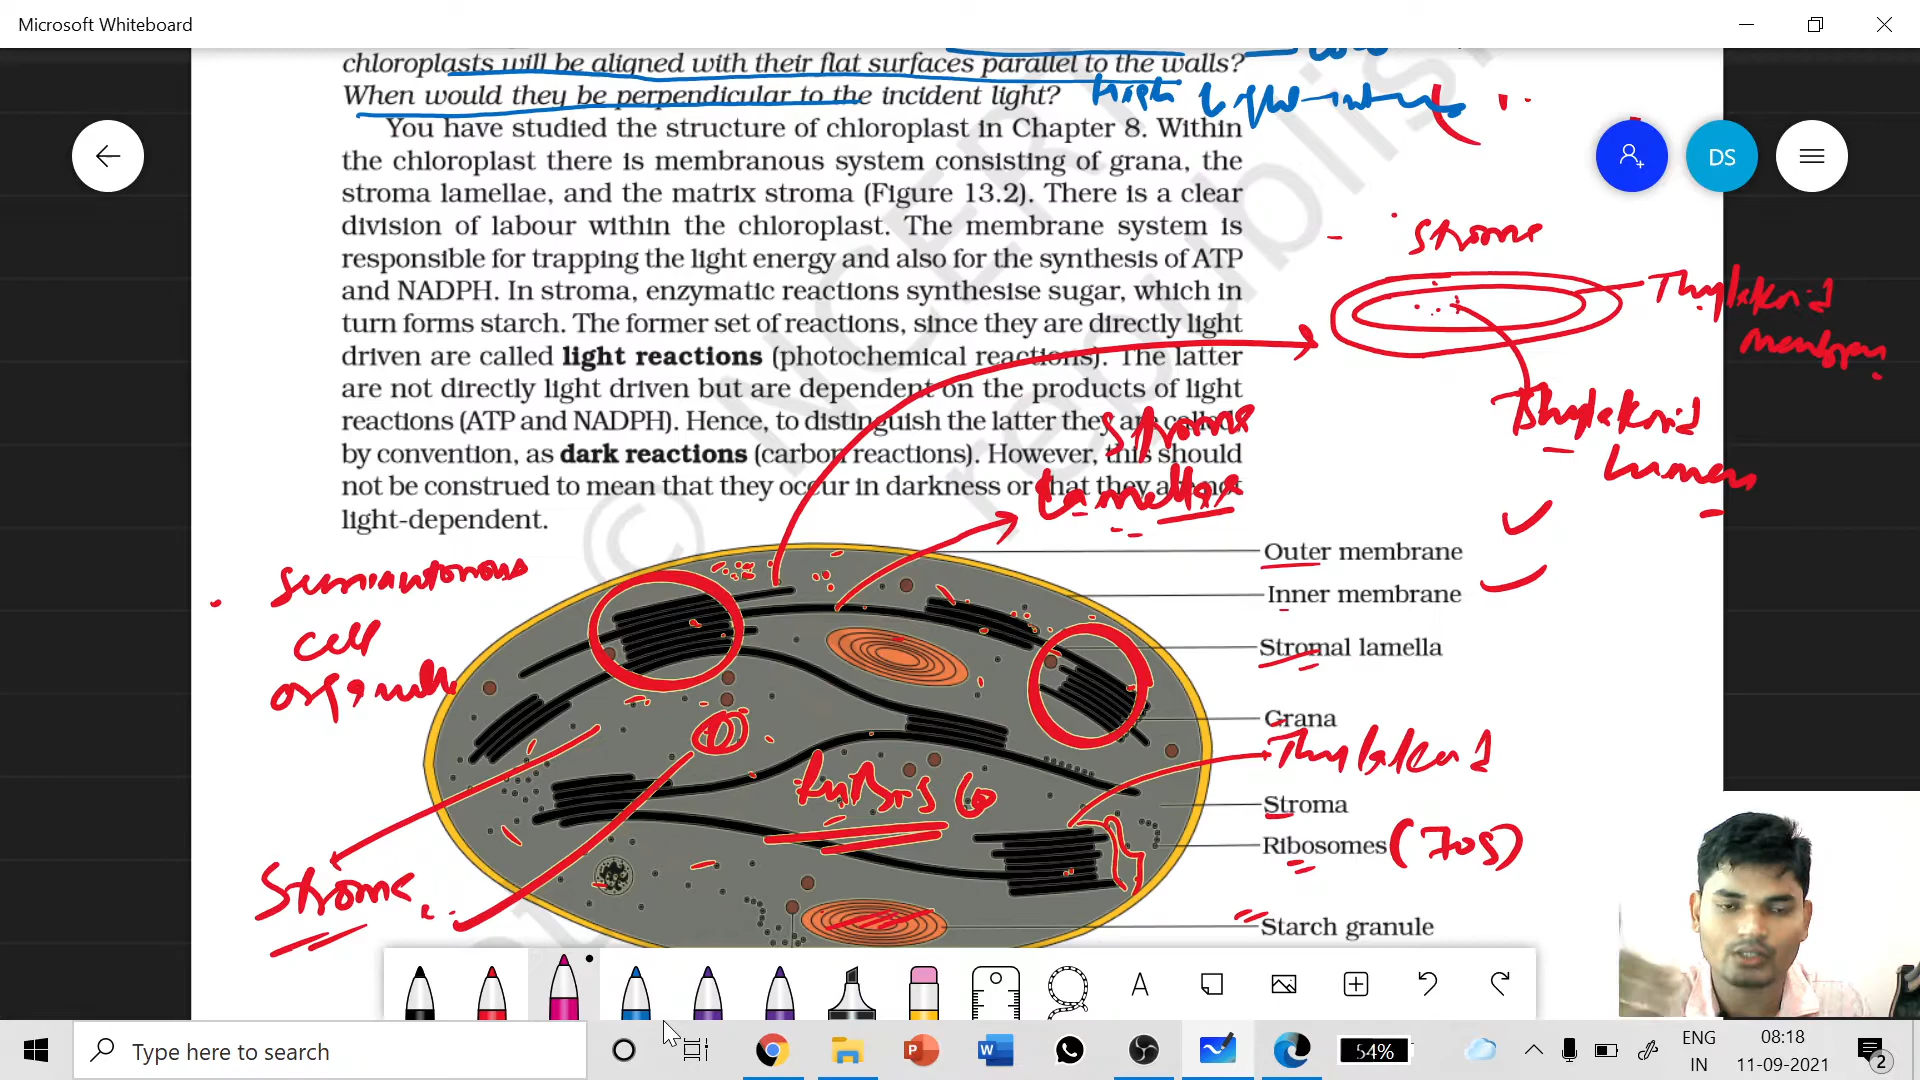 Microsoft Whiteboard
chloroplasts will be aligned with their flat surfaces parallel to the walls?
When would they be perpendicular to the incident light?
High light
You have studied the structure of chloroplast in Chapter 8. Within
the chloroplast there is membranous system consisting of grana, the
stroma lamellae, and the matrix stroma (Figure 13.2). There is a clear
division of labour within the chloroplast. The membrane system is
responsible for trapping the light energy and also for the synthesis of ATP
and NADPH. In stroma, enzymatic reactions synthesise sugar, which in
turn forms starch. The former set of reactions, since they are directly light
driven are called light reactions (photochemical reactions). The latter
are not directly light driven but are dependent on the products of light
reactions (ATP and NADPH). Hence, to distinguish the latter they are called,
by convention, as dark reactions (carbon reactions). However, this should
not be construed to mean that they occur in darkness or that they are not
light-dependent.
© NCERT
republish
DS
Stroma
Thylakoid
membrane
Thylakoid
Lumen
Stroma
Lamellae
Outer membrane
Inner membrane
Stromal lamella
Grana
Thylakoid
Stroma
Ribosomes (70S)
Starch granule
cell
Stroma
RuBisCo
Type here to search
54%
ENG
IN
08:18
11-09-2021
2